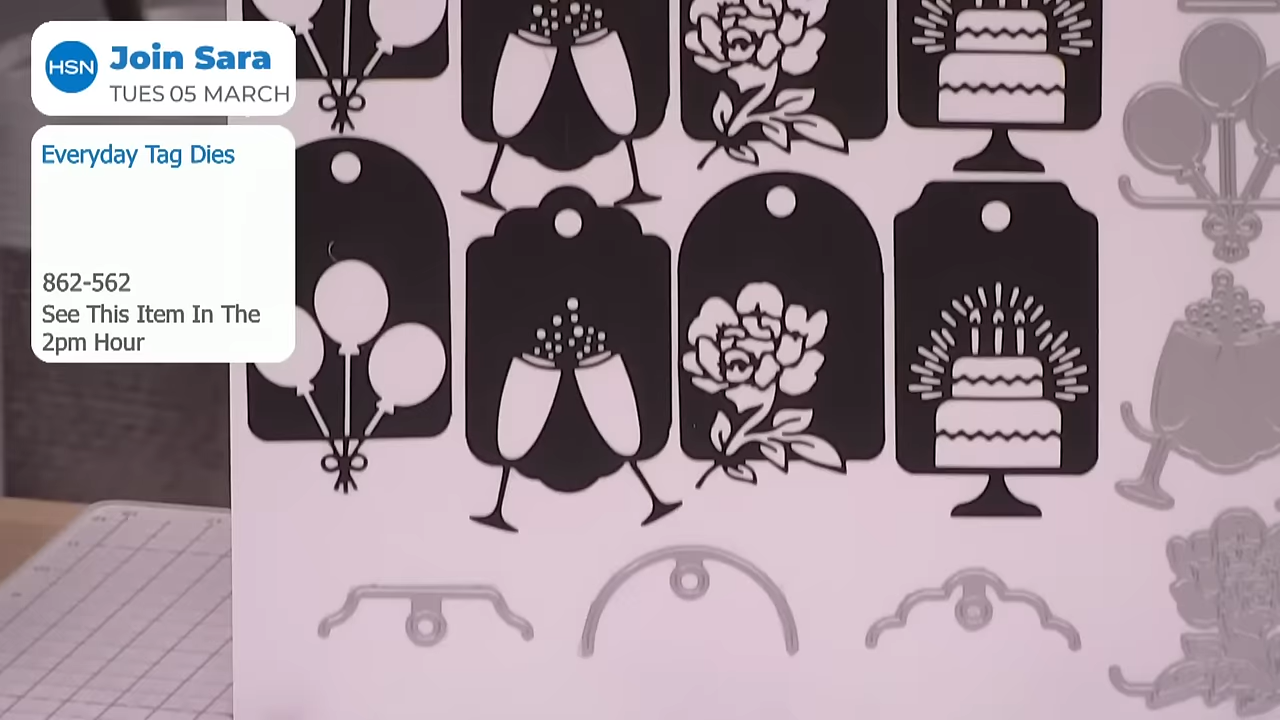 HSN
Join Sara
TUES 05 MARCH
Everyday Tag Dies
862-562
See This Item In The
2pm Hour